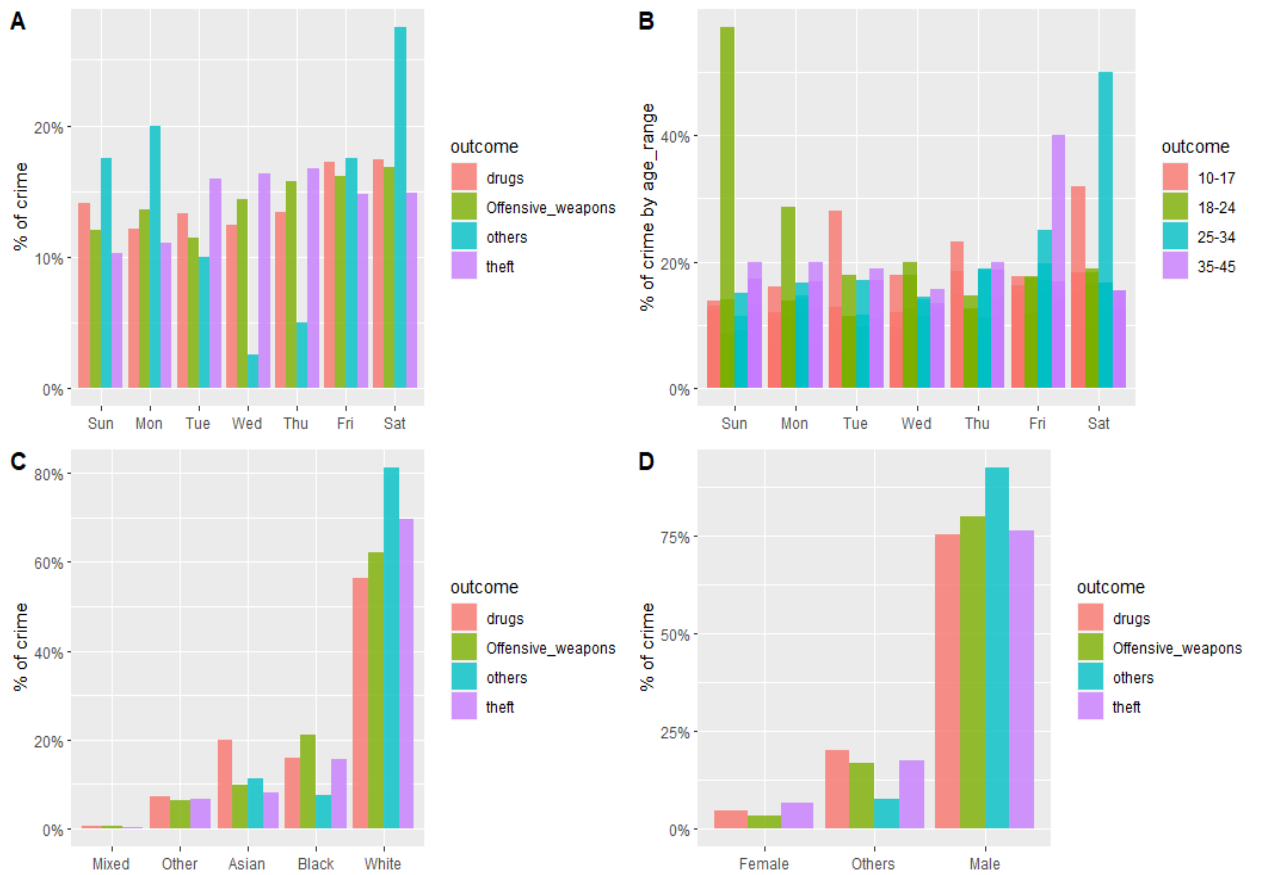 A
% of crime
20%
10%
0%
Sun Mon Tue Wed Thu Fri Sat
outcome
drugs
Offensive_weapons
others
theft
B
% of crime by age_range
40%
20%
0%
Sun Mon Tue Wed Thu Fri Sat
outcome
10-17
18-24
25-34
35-45
C
% of crime
80%
60%
40%
20%
0%
Mixed Other Asian Black White
outcome
drugs
Offensive_weapons
others
theft
D
% of crime
75%
50%
25%
0%
Female Others Male
outcome
drugs
Offensive_weapons
others
theft